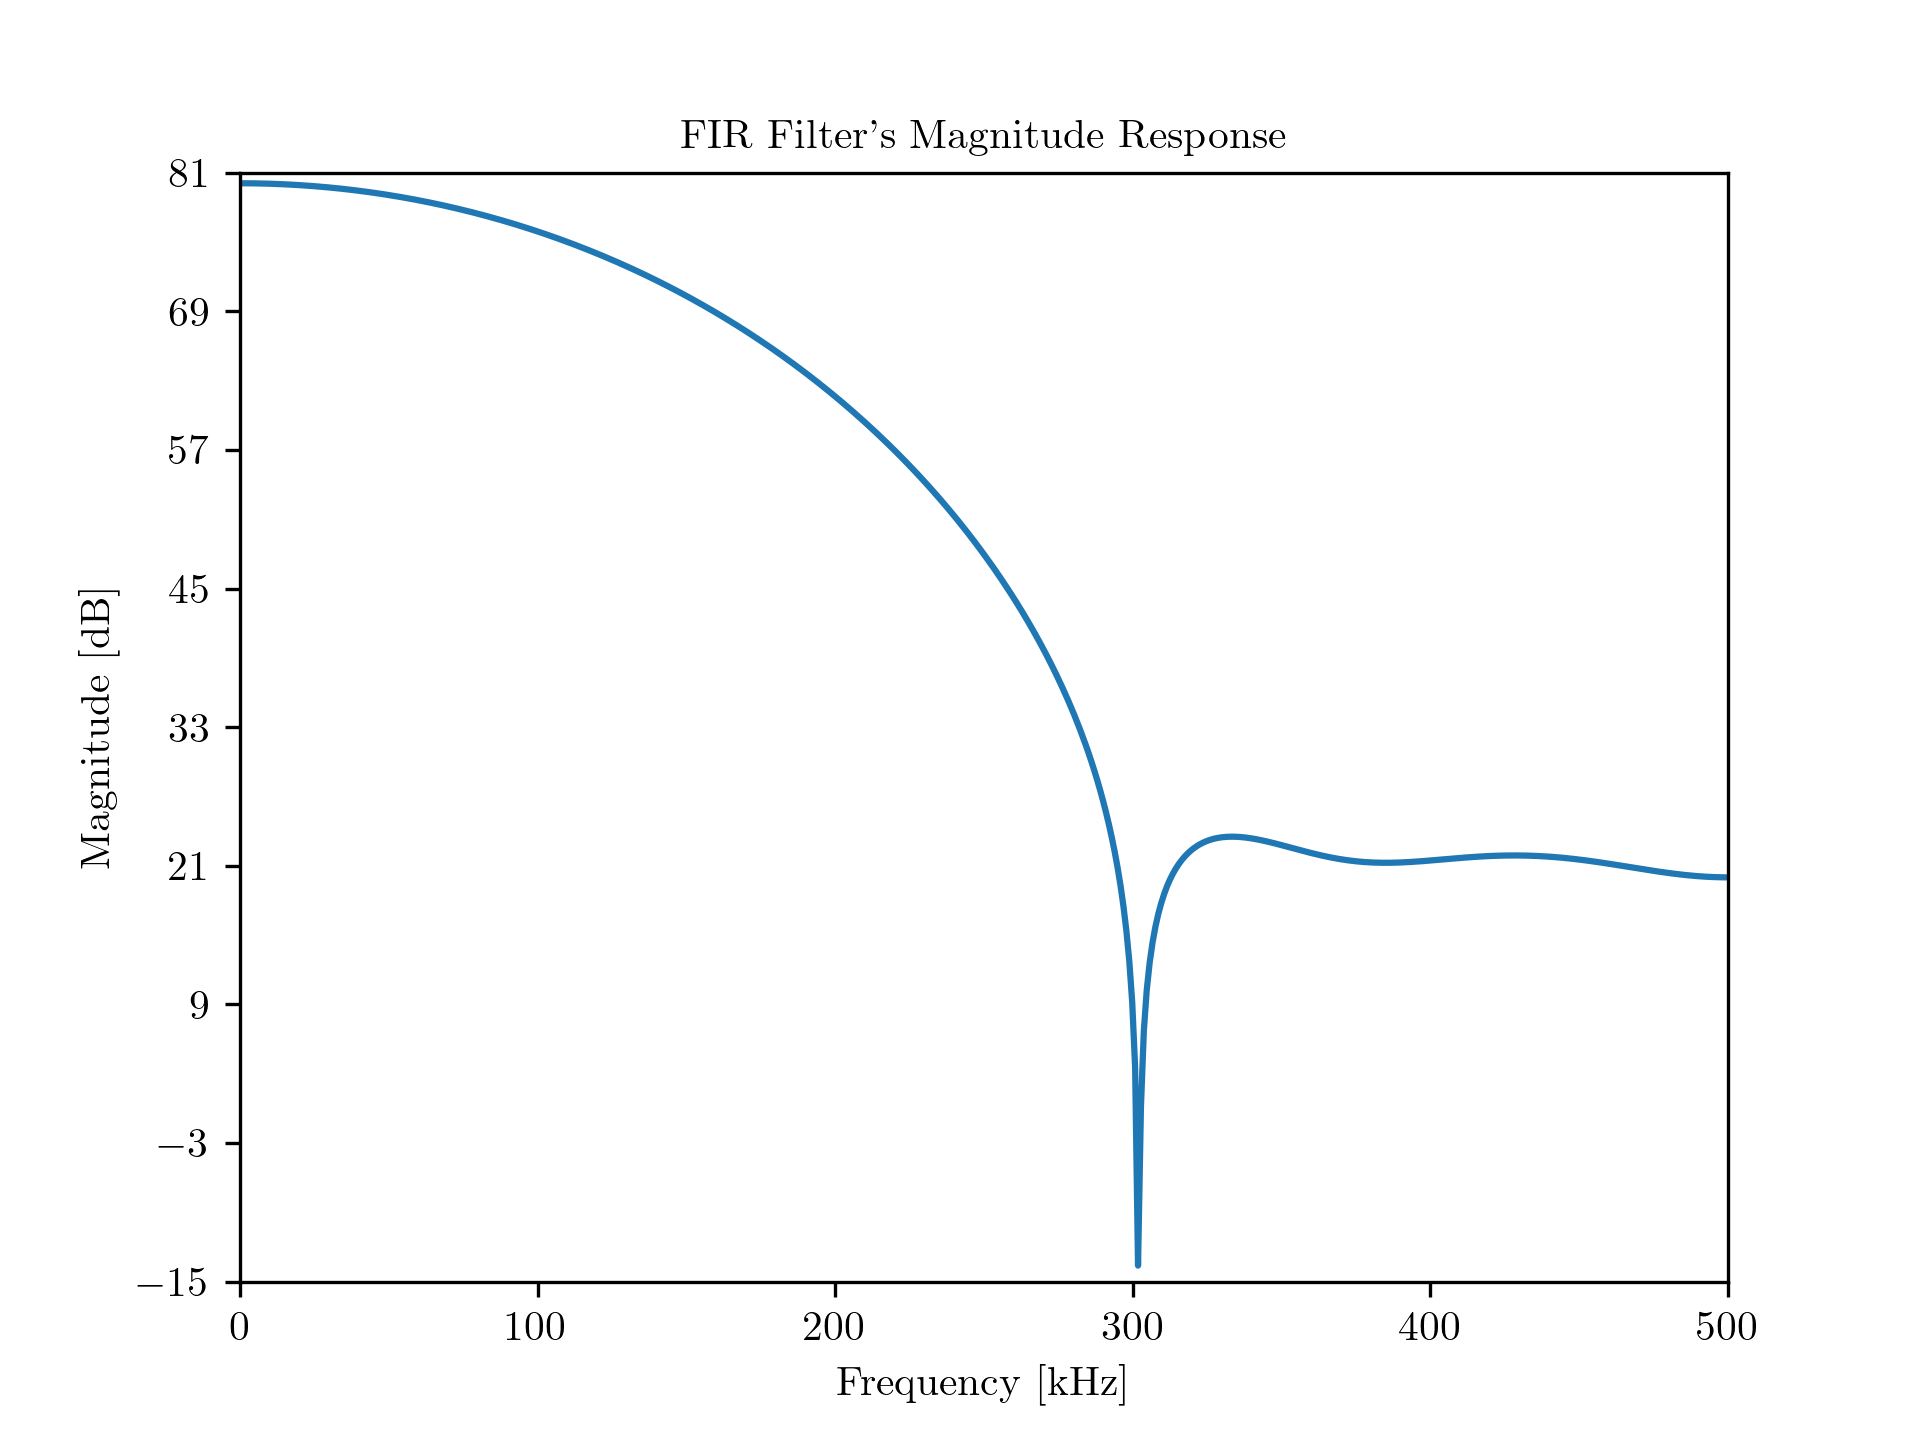 FIR Filter's Magnitude Response
81
69
57
45
33
21
9
−3
−15
Magnitude [dB]
0 100 200 300 400 500
Frequency [kHz]